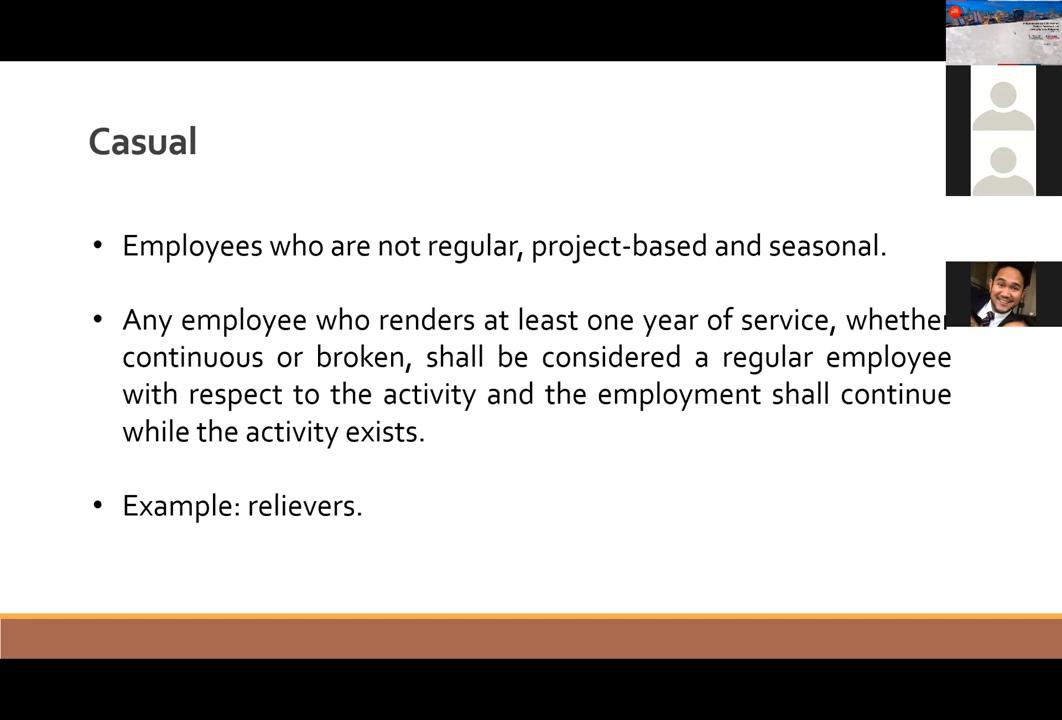 Casual
• Employees who are not regular, project-based and seasonal.
• Any employee who renders at least one year of service, whether
continuous or broken, shall be considered a regular employee
with respect to the activity and the employment shall continue
while the activity exists.
• Example: relievers.